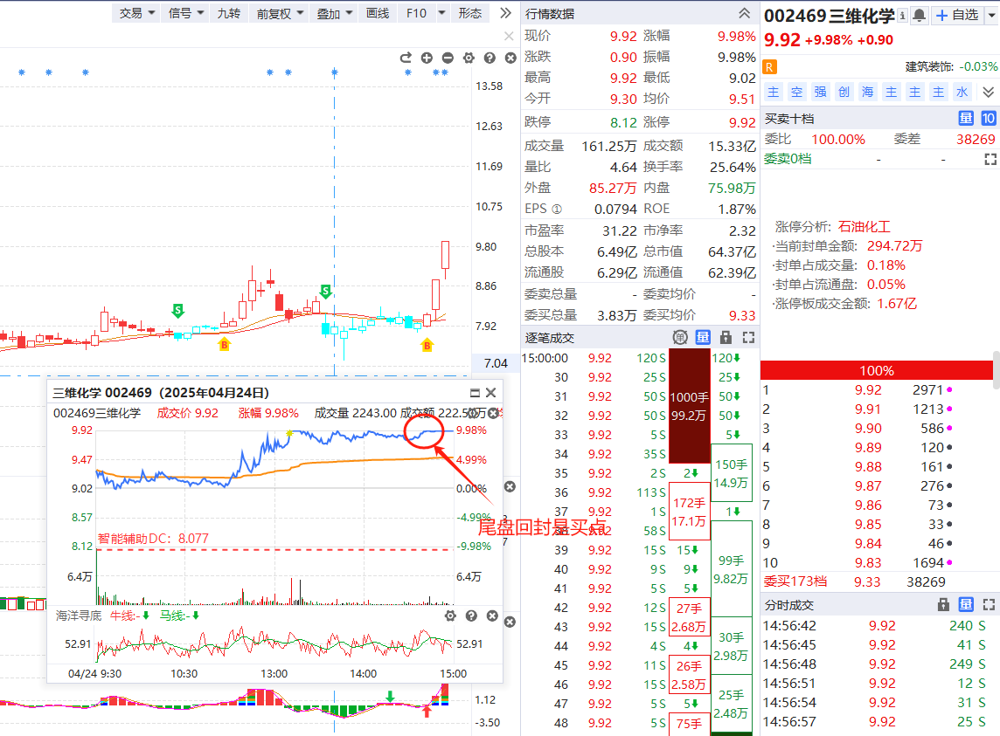 交易 信号 九转 前复权 叠加 画线 F10 形态
13.58
12.63
11.69
10.75
9.80
8.86
7.92
7.04
S
S
B
B
三维化学 002469（2025年04月24日）
002469三维化学 成交价 9.92 涨幅 9.98% 成交量 2243.00 成交额 222.50万
9.92 9.98%
9.47 4.99%
9.02 0.00%
8.57 -4.99%
8.12 -9.98%
智能辅助DC：8.077
6.4万 6.4万
海洋寻底 牛线:- 马线:-
52.91 52.91
04/24 9:30 10:30 13:00 14:00 15:00
1.12
-3.50
尾盘回封是买点
行情数据
现价 9.92 涨幅 9.98%
涨跌 0.90 振幅 9.98%
最高 9.92 最低 9.02
今开 9.30 均价 9.51
跌停 8.12 涨停 9.92
成交量 161.25万 成交额 15.33亿
量比 4.64 换手率 25.64%
外盘 85.27万 内盘 75.98万
EPS ① 0.0794 ROE 1.87%
市盈率 31.22 市净率 2.32
总股本 6.49亿 总市值 64.37亿
流通股 6.29亿 流通值 62.39亿
委卖总量 - 委卖均价 -
委买总量 3.83万 委买均价 9.33
逐笔成交 单 量
15:00:00 9.92 120 S 120
30 9.92 25 S 25
31 9.92 50 S 50
32 9.92 50 S 50
33 9.92 5 S 5
34 9.92 35 S
35 9.92 2 S 2
36 9.92 113 S
37 9.92 1 S 1
38 9.92 58 S
39 9.92 15 S 15
40 9.92 9 S 9
41 9.92 5 S 5
42 9.92 12 S
43 9.92 15 S
44 9.92 4 S 4
45 9.92 11 S
46 9.92 15 S
47 9.92 5 S 5
48 9.92 5 S
1000手
99.2万
150手
14.9万
172手
17.1万
99手
9.82万
27手
2.68万
30手
2.98万
26手
2.58万
25手
2.48万
75手
002469 三维化学 自选
9.92 +9.98% +0.90
R 建筑装饰: -0.03%
主 空 强 创 海 主 主 主 水
买卖十档 量 10
委比 100.00% 委差 38269
委卖0档 - -
涨停分析: 石油化工
·当前封单金额: 294.72万
·封单占成交量: 0.18%
·封单占流通盘: 0.05%
·涨停板成交金额: 1.67亿
100%
1 9.92 2971
2 9.91 1213
3 9.90 586
4 9.89 120
5 9.88 161
6 9.87 276
7 9.86 73
8 9.85 33
9 9.84 46
10 9.83 1694
委买173档 9.33 38269
分时成交 量
14:56:42 9.92 240 S
14:56:45 9.92 41 S
14:56:48 9.92 249 S
14:56:51 9.92 12 S
14:56:54 9.92 31 S
14:56:57 9.92 25 S